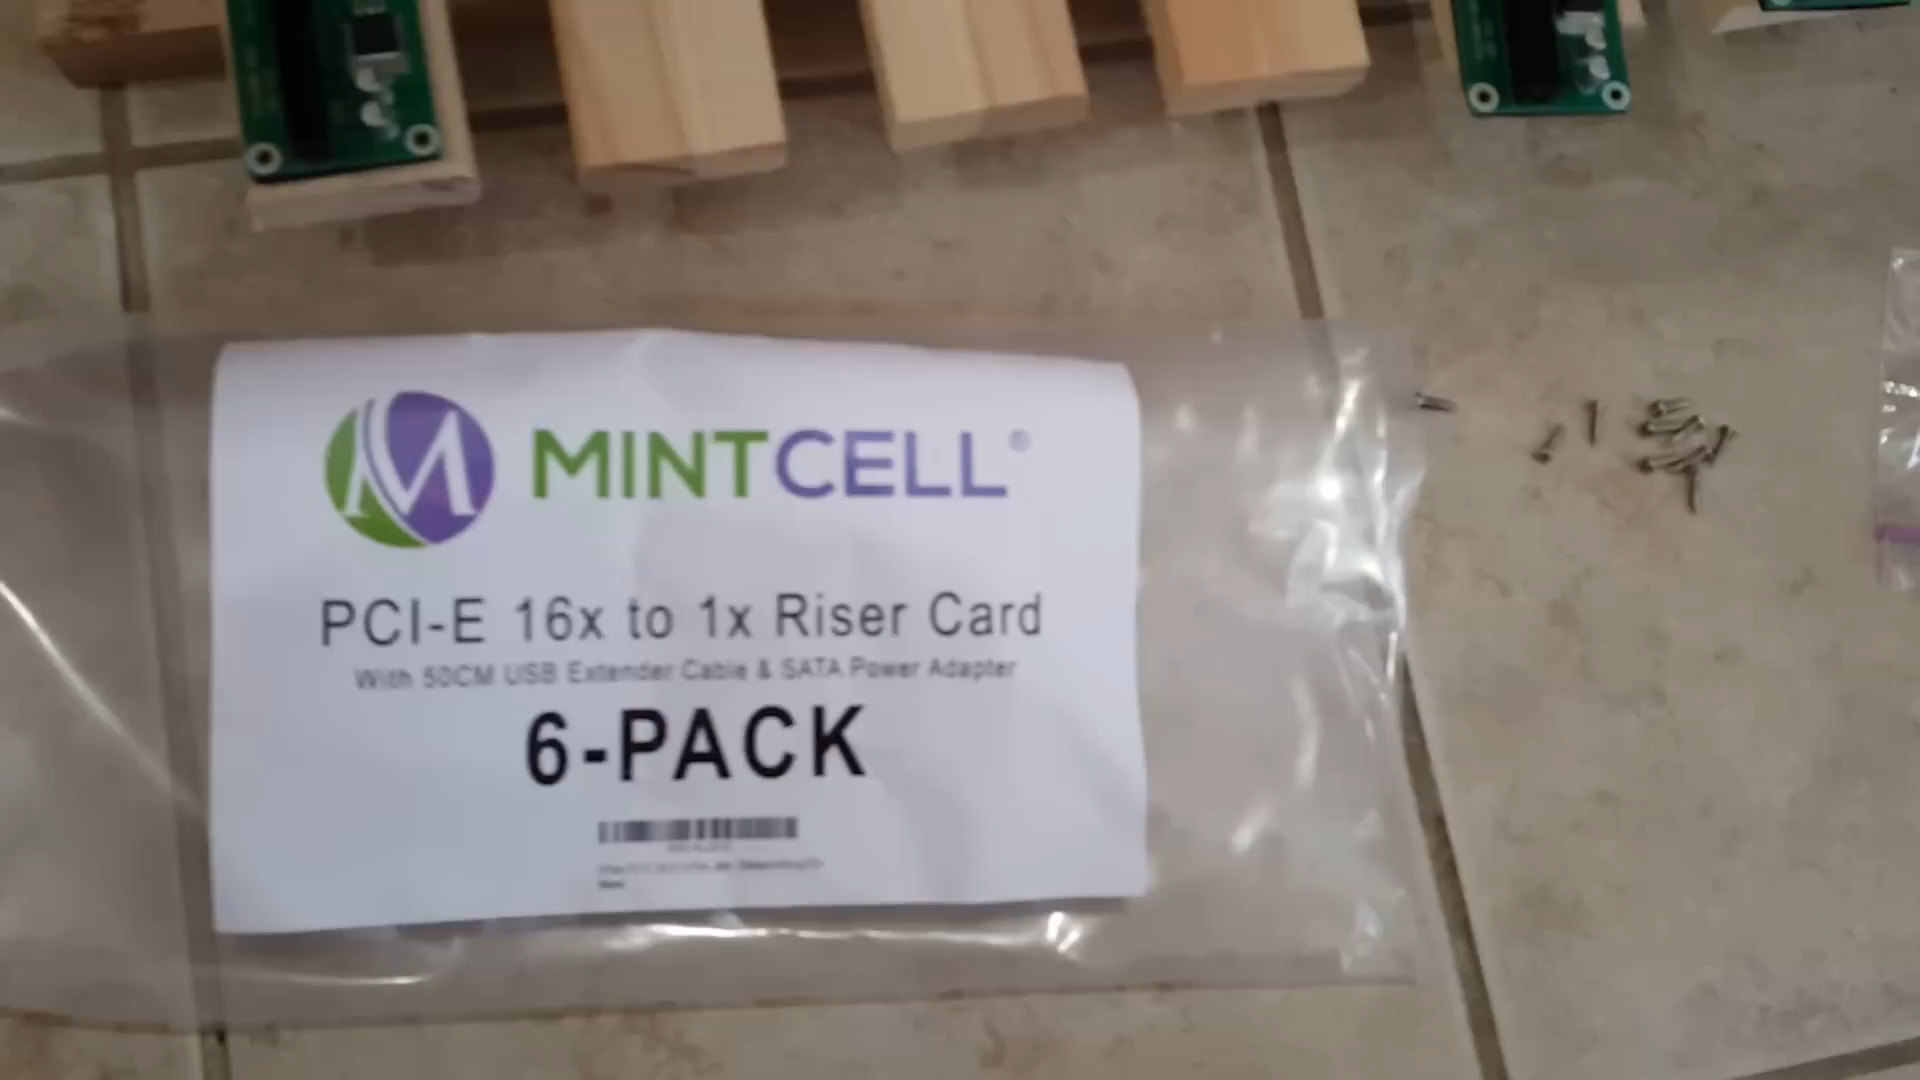 M MINTCELL®
PCI-E 16x to 1x Riser Card
With 50CM USB Extender Cable & SATA Power Adapter
6-PACK